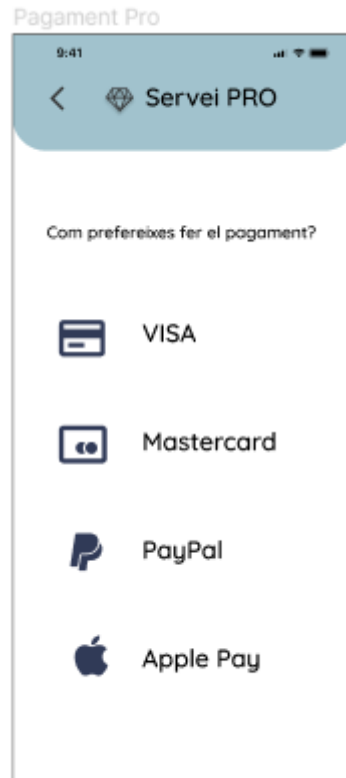 Pagament Pro
9:41
Servei PRO
Com prefereixes fer el pagament?
VISA
Mastercard
PayPal
Apple Pay